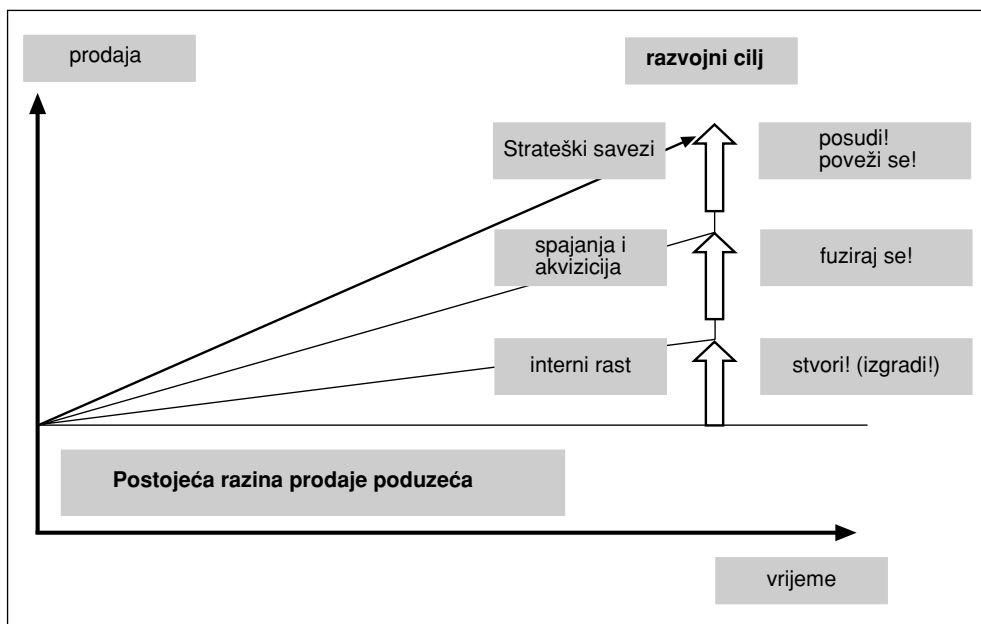 prodaja
razvojni cilj
Strateški savezi
posudi!
poveži se!
spajanja i
akvizicija
fuziraj se!
interni rast
stvori! (izgradi!)
Postojeća razina prodaje poduzeća
vrijeme